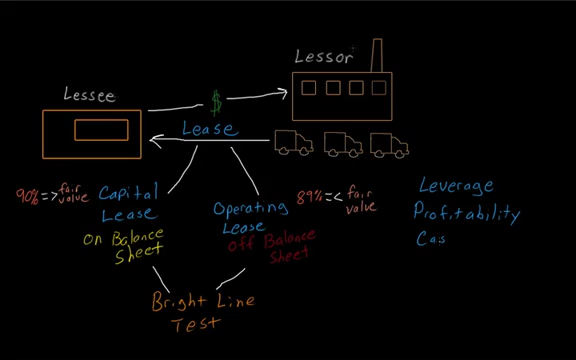 Lessor
Lessee
$
Lease
90% => fair value
Capital
Lease
On Balance
Sheet
Operating
Lease
Off Balance
Sheet
89% =< fair
value
Leverage
Profitability
Cas
Bright Line
Test